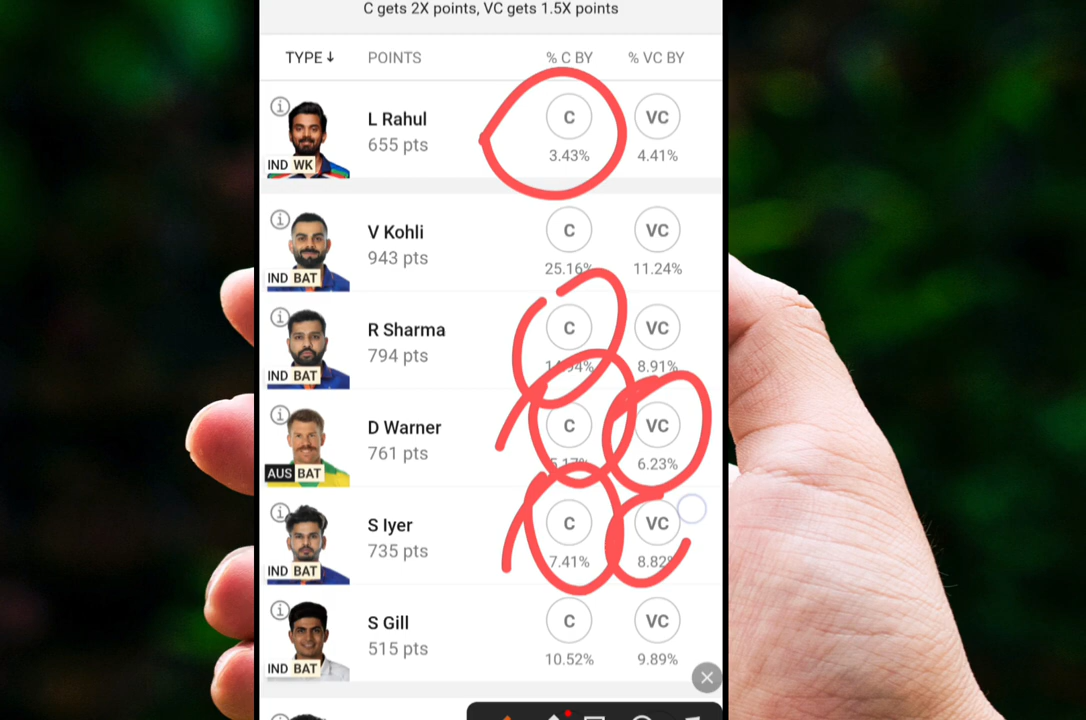 C gets 2X points, VC gets 1.5X points
TYPE↓ POINTS % C BY % VC BY
i L Rahul C VC
655 pts 3.43% 4.41%
IND WK
i V Kohli C VC
943 pts 25.16% 11.24%
IND BAT
i R Sharma C VC
794 pts 8.91%
IND BAT
i D Warner C VC
761 pts 6.23%
AUS BAT
i S Iyer C VC
735 pts 7.41% 8.82%
IND BAT
i S Gill C VC
515 pts 10.52% 9.89%
IND BAT